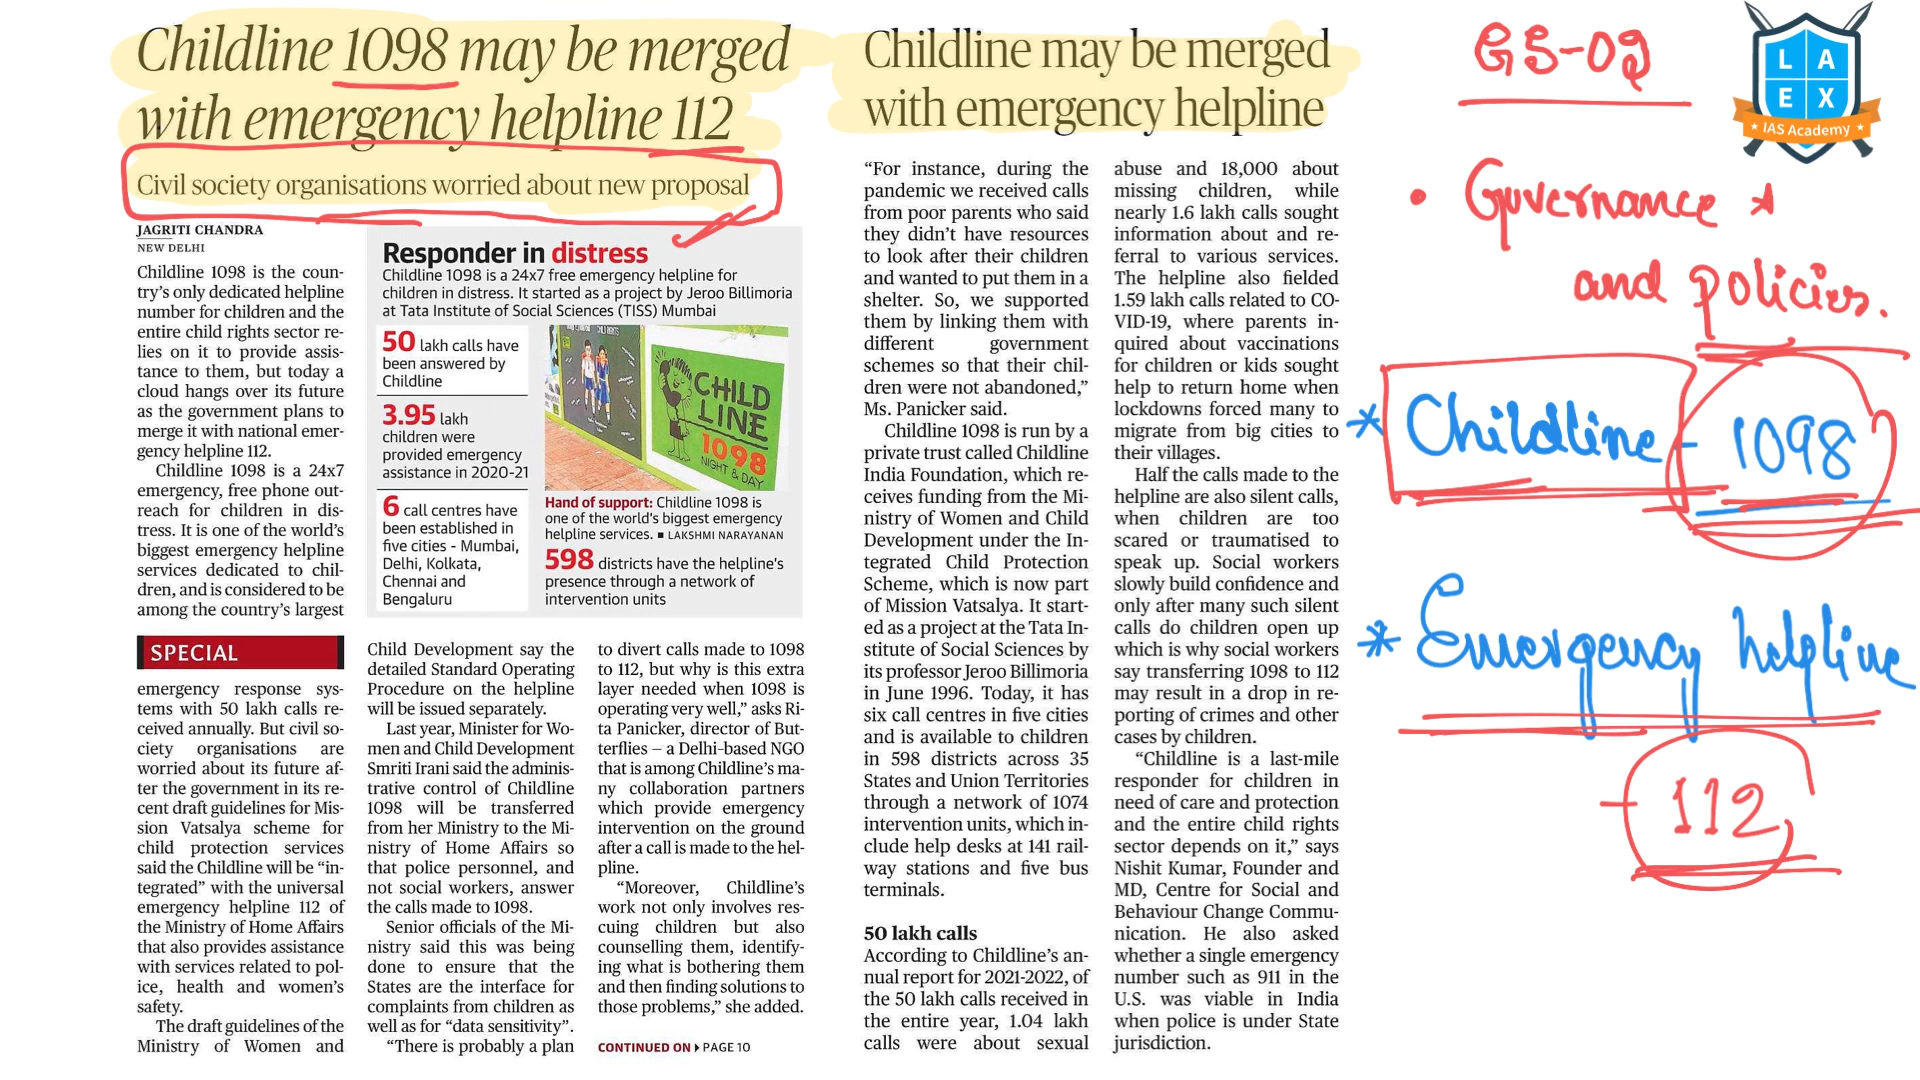 Childline 1098 may be merged
with emergency helpline 112
Civil society organisations worried about new proposal
JAGRITI CHANDRA
NEW DELHI
Childline 1098 is the coun-
try's only dedicated helpline
number for children and the
entire child rights sector re-
lies on it to provide assis-
tance to them, but today a
cloud hangs over its future
as the government plans to
merge it with national emer-
gency helpline 112.
Childline 1098 is a 24x7
emergency, free phone out-
reach for children in dis-
tress. It is one of the world's
biggest emergency helpline
services dedicated to chil-
dren, and is considered to be
among the country's largest
Responder in distress
Childline 1098 is a 24x7 free emergency helpline for
children in distress. It started as a project by Jeroo Billimoria
at Tata Institute of Social Sciences (TISS) Mumbai
50 lakh calls have
been answered by
Childline
3.95 lakh
children were
provided emergency
assistance in 2020-21
6 call centres have
been established in
five cities - Mumbai,
Delhi, Kolkata,
Chennai and
Bengaluru
CHILD
LINE
1098
NIGHT & DAY
Hand of support: Childline 1098 is
one of the world's biggest emergency
helpline services. ■ LAKSHMI NARAYANAN
598 districts have the helpline's
presence through a network of
intervention units
SPECIAL
emergency response sys-
tems with 50 lakh calls re-
ceived annually. But civil so-
ciety organisations are
worried about its future af-
ter the government in its re-
cent draft guidelines for Mis-
sion Vatsalya scheme for
child protection services
said the Childline will be "in-
tegrated" with the universal
emergency helpline 112 of
the Ministry of Home Affairs
that also provides assistance
with services related to pol-
ice, health and women's
safety.
The draft guidelines of the
Ministry of Women and
Child Development say the
detailed Standard Operating
Procedure on the helpline
will be issued separately.
Last year, Minister for Wo-
men and Child Development
Smriti Irani said the adminis-
trative control of Childline
1098 will be transferred
from her Ministry to the Mi-
nistry of Home Affairs so
that police personnel, and
not social workers, answer
the calls made to 1098.
Senior officials of the Mi-
nistry said this was being
done to ensure that the
States are the interface for
complaints from children as
well as for "data sensitivity".
"There is probably a plan
to divert calls made to 1098
to 112, but why is this extra
layer needed when 1098 is
operating very well," asks Ri-
ta Panicker, director of But-
terflies – a Delhi-based NGO
that is among Childline's ma-
ny collaboration partners
which provide emergency
intervention on the ground
after a call is made to the hel-
pline.
"Moreover, Childline's
work not only involves res-
cuing children but also
counselling them, identify-
ing what is bothering them
and then finding solutions to
those problems," she added.
CONTINUED ON ▸ PAGE 10
Childline may be merged
with emergency helpline
"For instance, during the
pandemic we received calls
from poor parents who said
they didn't have resources
to look after their children
and wanted to put them in a
shelter. So, we supported
them by linking them with
different government
schemes so that their chil-
dren were not abandoned,"
Ms. Panicker said.
Childline 1098 is run by a
private trust called Childline
India Foundation, which re-
ceives funding from the Mi-
nistry of Women and Child
Development under the In-
tegrated Child Protection
Scheme, which is now part
of Mission Vatsalya. It start-
ed as a project at the Tata In-
stitute of Social Sciences by
its professor Jeroo Billimoria
in June 1996. Today, it has
six call centres in five cities
and is available to children
in 598 districts across 35
States and Union Territories
through a network of 1074
intervention units, which in-
clude help desks at 141 rail-
way stations and five bus
terminals.
50 lakh calls
According to Childline's an-
nual report for 2021-2022, of
the 50 lakh calls received in
the entire year, 1.04 lakh
calls were about sexual
abuse and 18,000 about
missing children, while
nearly 1.6 lakh calls sought
information about and re-
ferral to various services.
The helpline also fielded
1.59 lakh calls related to CO-
VID-19, where parents in-
quired about vaccinations
for children or kids sought
help to return home when
lockdowns forced many to
migrate from big cities to
their villages.
Half the calls made to the
helpline are also silent calls,
when children are too
scared or traumatised to
speak up. Social workers
slowly build confidence and
only after many such silent
calls do children open up
which is why social workers
say transferring 1098 to 112
may result in a drop in re-
porting of crimes and other
cases by children.
"Childline is a last-mile
responder for children in
need of care and protection
and the entire child rights
sector depends on it," says
Nishit Kumar, Founder and
MD, Centre for Social and
Behaviour Change Commu-
nication. He also asked
whether a single emergency
number such as 911 in the
U.S. was viable in India
when police is under State
jurisdiction.
GS-02
• Governance
and policies.
* Childline - 1098
* Emergency helpline
- 112
L A
E X
★ IAS Academy ★